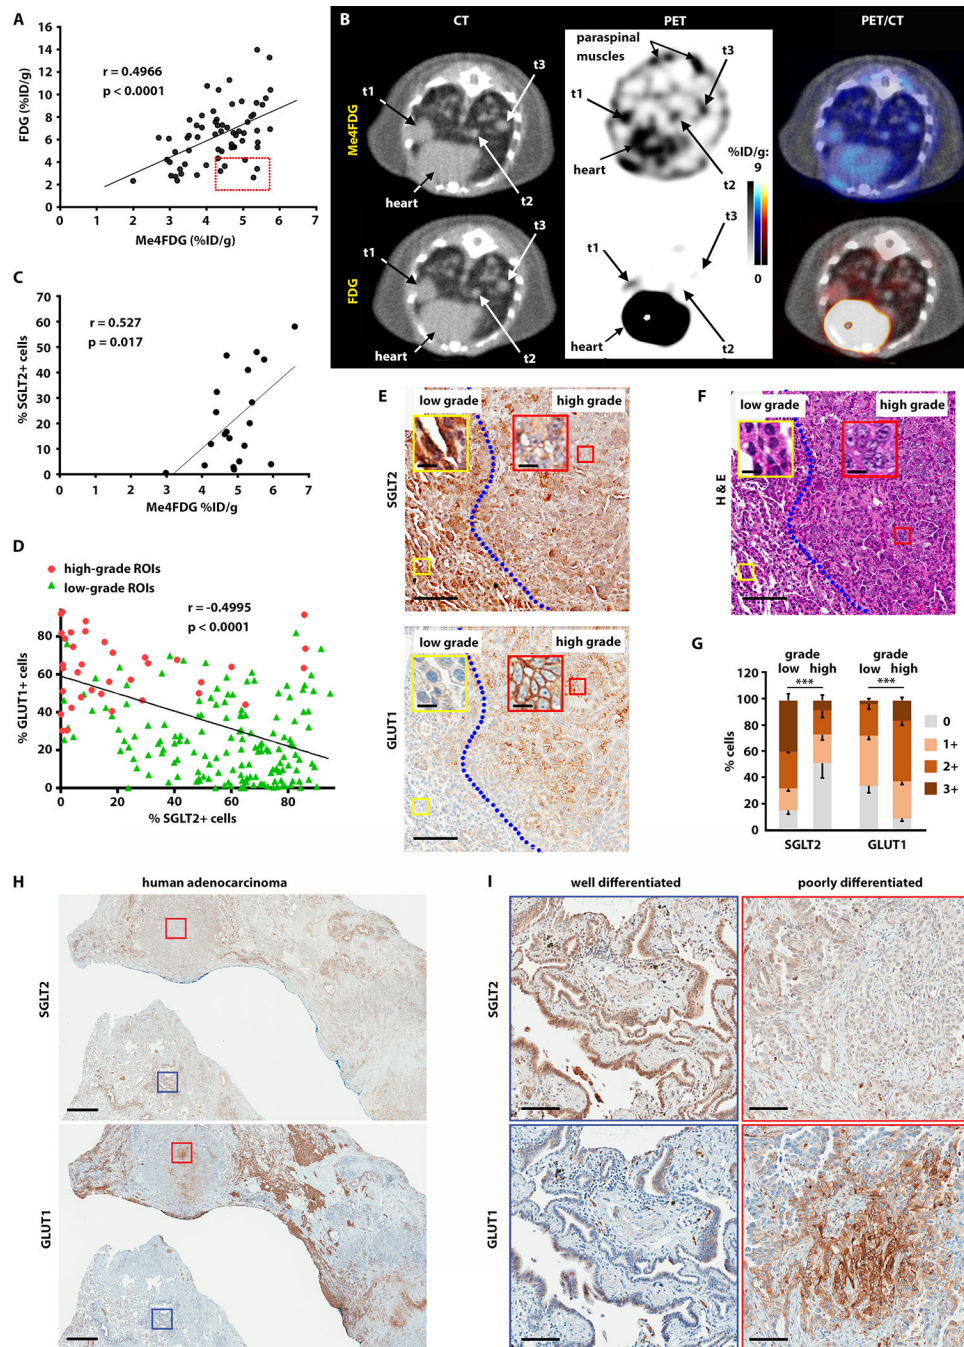 A
FDG (%ID/g)
16
14
12
10
8
6
4
2
0
r = 0.4966
p < 0.0001
0 1 2 3 4 5 6 7
Me4FDG (%ID/g)
B
CT PET PET/CT
Me4FDG
t1
t3
heart
t2
paraspinal
muscles
t3
t1
heart
t2
%ID/g:
9
0
FDG
t1
t3
heart
t2
t3
t1
heart
t2
C
% SGLT2+ cells
70
60
50
40
30
20
10
0
r = 0.527
p = 0.017
0 1 2 3 4 5 6 7
Me4FDG %ID/g
D
high-grade ROIs
low-grade ROIs
r = -0.4995
p < 0.0001
% GLUT1+ cells
80
60
40
20
0
0 20 40 60 80
% SGLT2+ cells
E
SGLT2
low grade high grade
GLUT1
low grade high grade
F
H & E
low grade high grade
G
grade grade
low high low high
*** ***
% cells
120
100
80
60
40
20
0
SGLT2 GLUT1
0
1+
2+
3+
H
human adenocarcinoma
SGLT2
GLUT1
I
well differentiated poorly differentiated
SGLT2
GLUT1